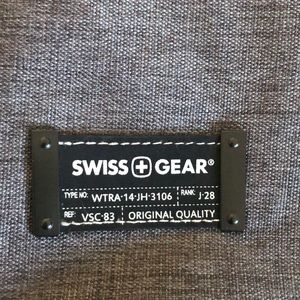 SWISS GEAR®
TYPE NO: WTRA·14·JH·3106 RANK: J·28
REF: VSC·83 ORIGINAL QUALITY